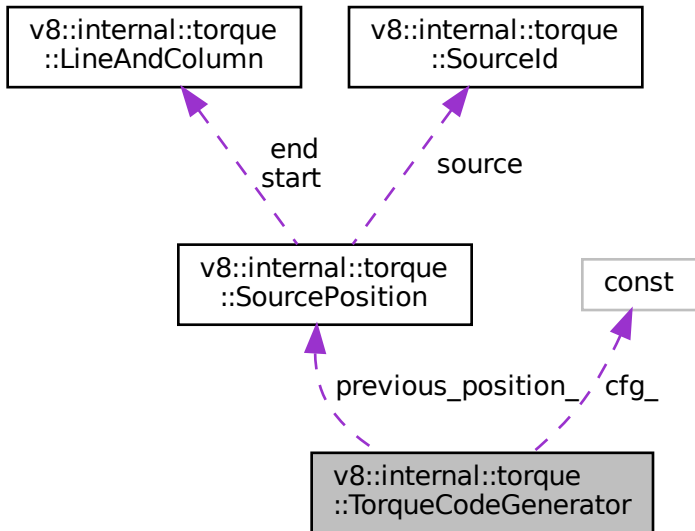 v8::internal::torque
::LineAndColumn
v8::internal::torque
::SourceId
end
start
source
v8::internal::torque
::SourcePosition
const
previous_position_
cfg_
v8::internal::torque
::TorqueCodeGenerator